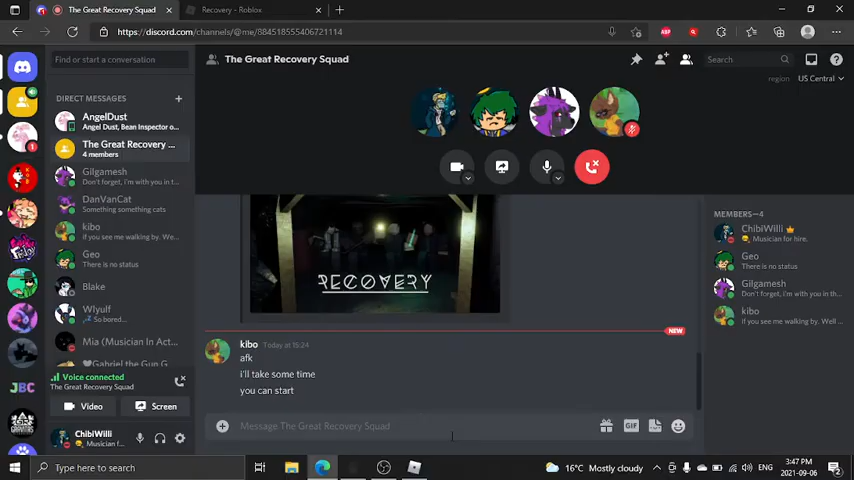 The Great Recovery Squad
Recovery - Roblox
https://discord.com/channels/@me/884518555406721114
Find or start a conversation
The Great Recovery Squad
Search
region
US Central
DIRECT MESSAGES
AngelDust
Angel Dust, Bean Inspector o...
The Great Recovery ...
4 members
Gilgamesh
Don't forget, i'm with you in t...
DanVanCat
Something something cats
kibo
If you see me walking by. We...
Geo
There is no status
Blake
Wlyulf
So bored...
Mia (Musician In Act...
Gabriel the Gun G
JBC
RECOVERY
NEW
kibo Today at 15:24
afk
i'll take some time
you can start
Message The Great Recovery Squad
GIF
MEMBERS—4
ChibiWilli
Musician for hire.
Geo
There is no status
Gilgamesh
Don't forget, i'm with you in th...
kibo
If you see me walking by. Well ...
Voice connected
The Great Recovery Squad
Video
Screen
ChibiWilli
Musician f...
Type here to search
16°C Mostly cloudy
ENG
3:47 PM
2021-09-06
2